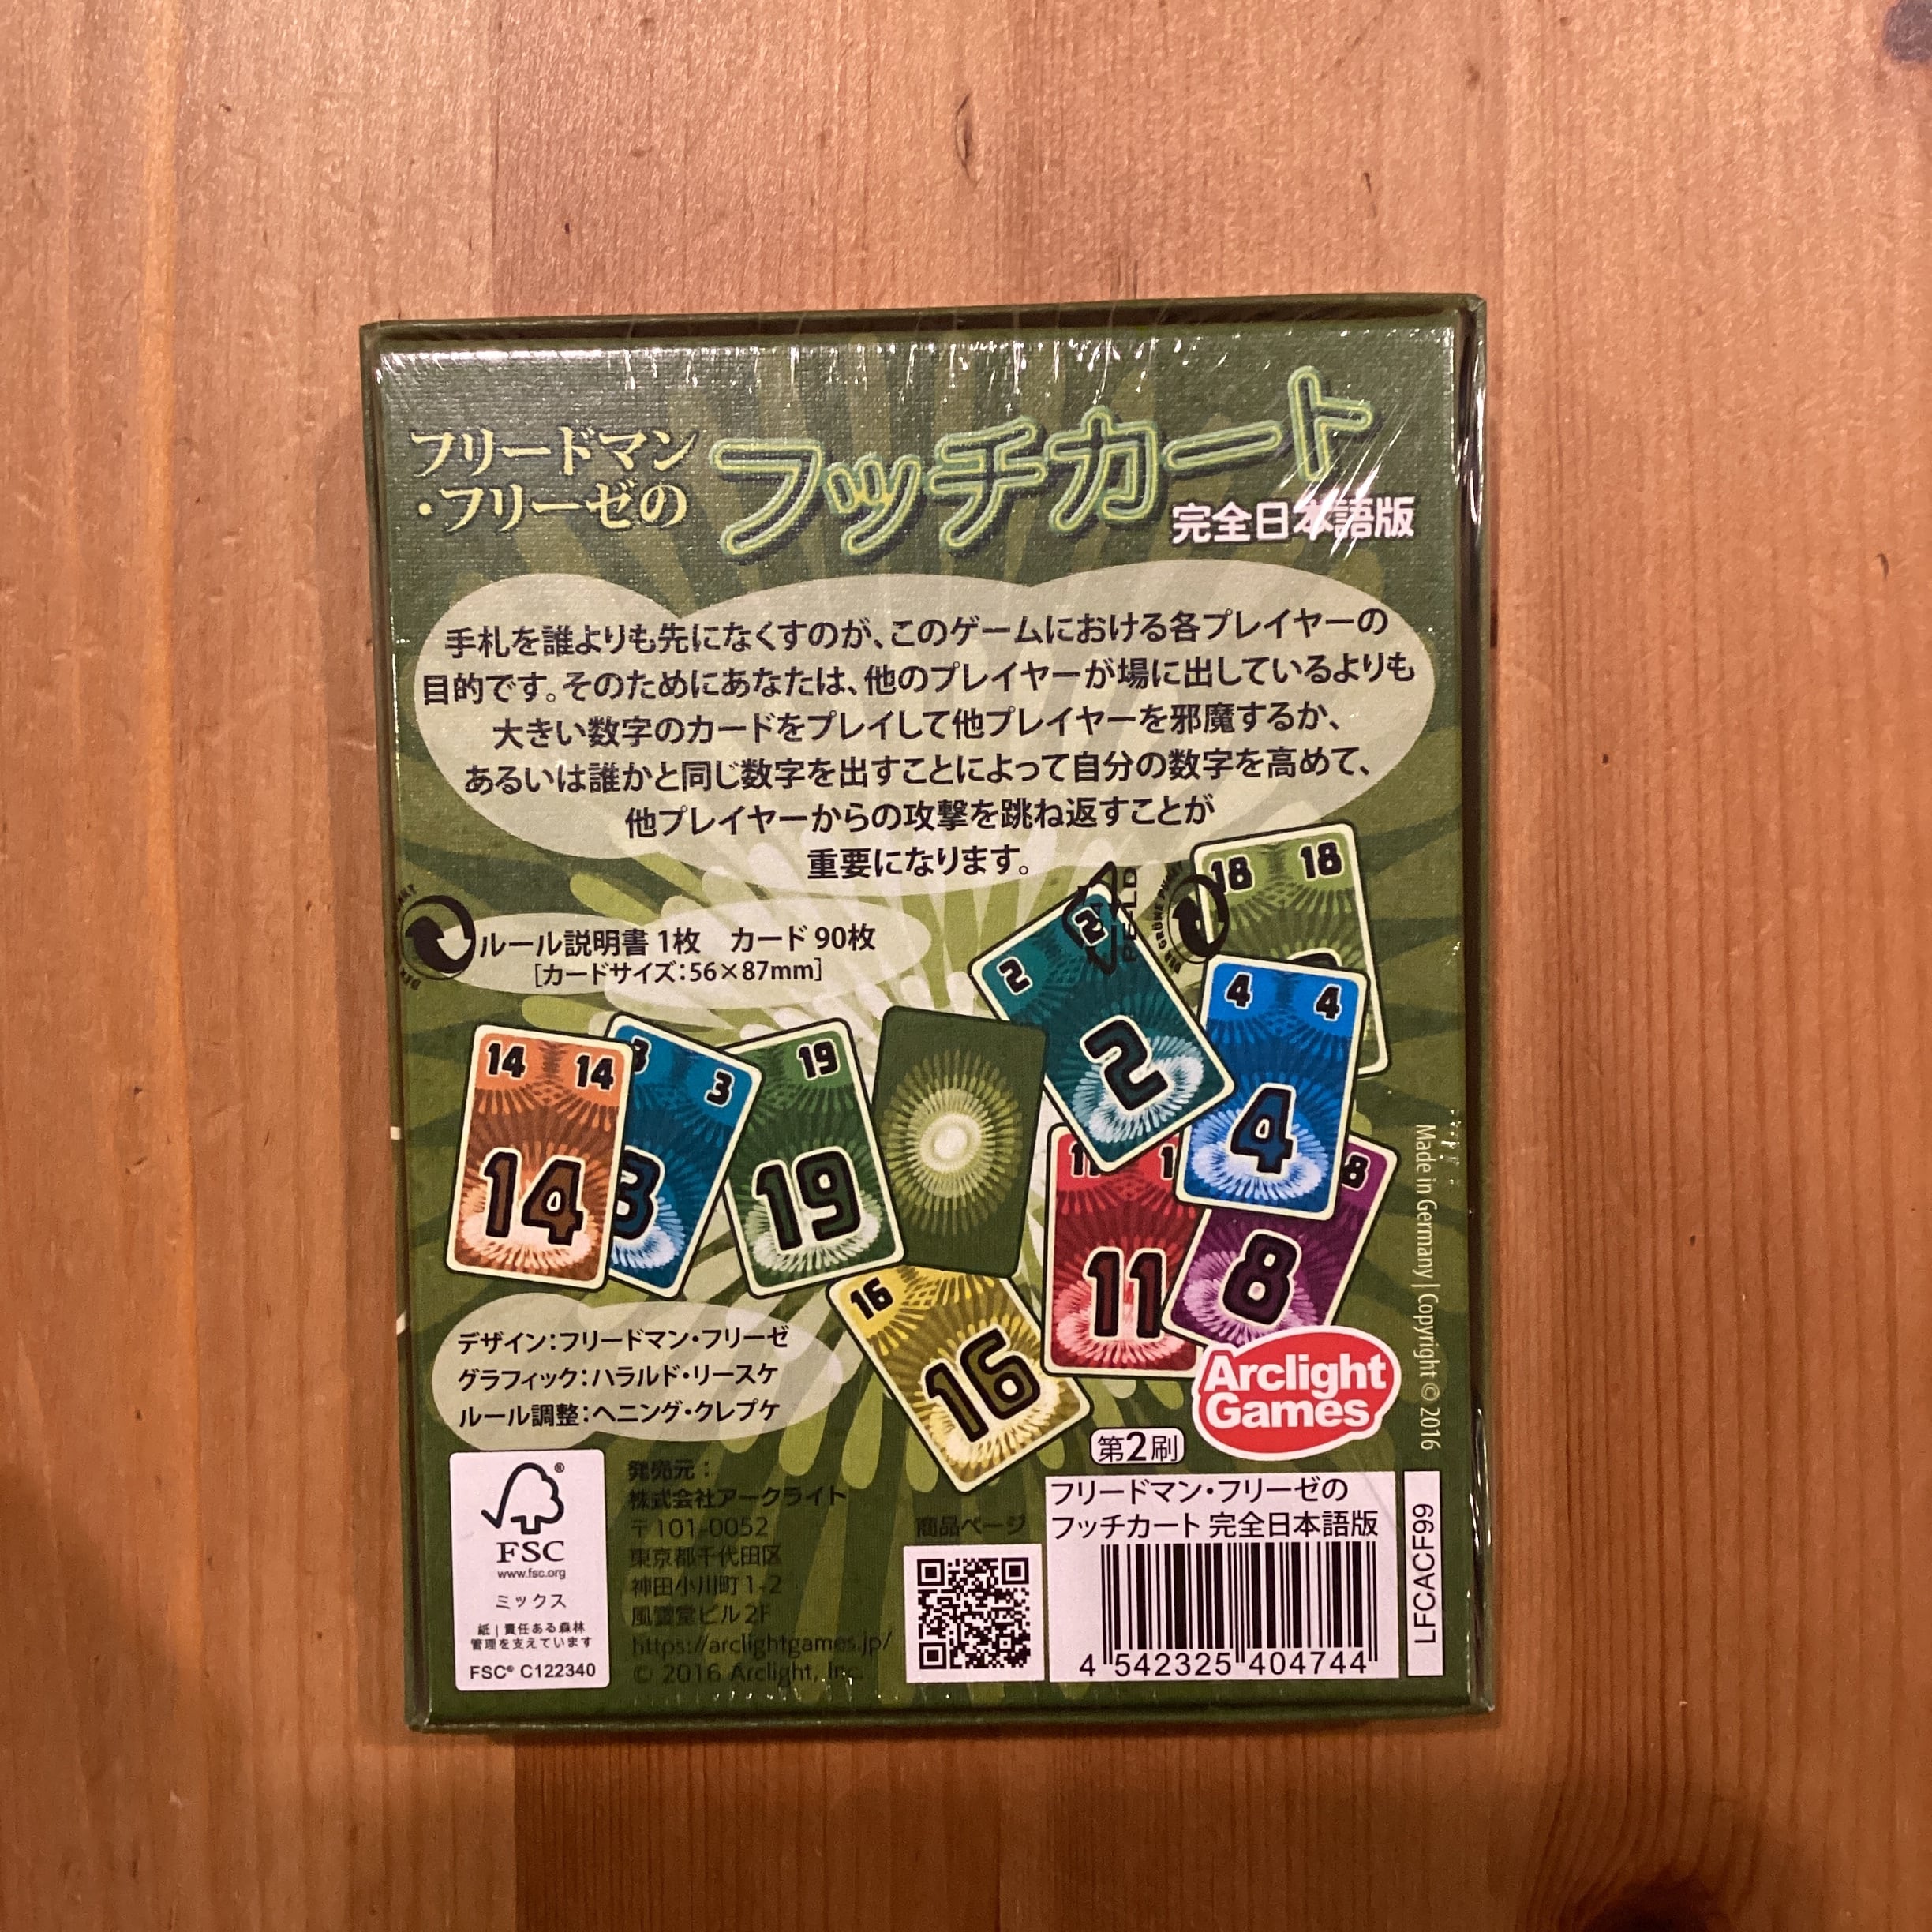 フリードマン
・フリーゼの
フッチカート
完全日本語版
手札を誰よりも先になくすのが、このゲームにおける各プレイヤーの
目的です。そのためにあなたは、他のプレイヤーが場に出しているよりも
大きい数字のカードをプレイして他プレイヤーを邪魔するか、
あるいは誰かと同じ数字を出すことによって自分の数字を高めて、
他プレイヤーからの攻撃を跳ね返すことが
重要になります。
ルール説明書 1枚 カード 90枚
[カードサイズ:56×87mm]
18 18
2 2
2
4 4
4
14 14
14
3 3
3
19
19
11
11
8
8
16
16
Made in Germany | Copyright © 2016
デザイン:フリードマン・フリーゼ
グラフィック:ハラルド・リースケ
ルール調整:ヘニング・クレプケ
Arclight
Games
第2刷
FSC®
www.fsc.org
ミックス
紙 | 責任ある森林
管理を支えています
FSC® C122340
発売元:
株式会社アークライト
〒101-0052
東京都千代田区
神田小川町1-2
風雲堂ビル2F
https://arclightgames.jp/
© 2016 Arclight, Inc.
商品ページ
フリードマン・フリーゼの
フッチカート 完全日本語版
4 542325 404744
LFCACF99